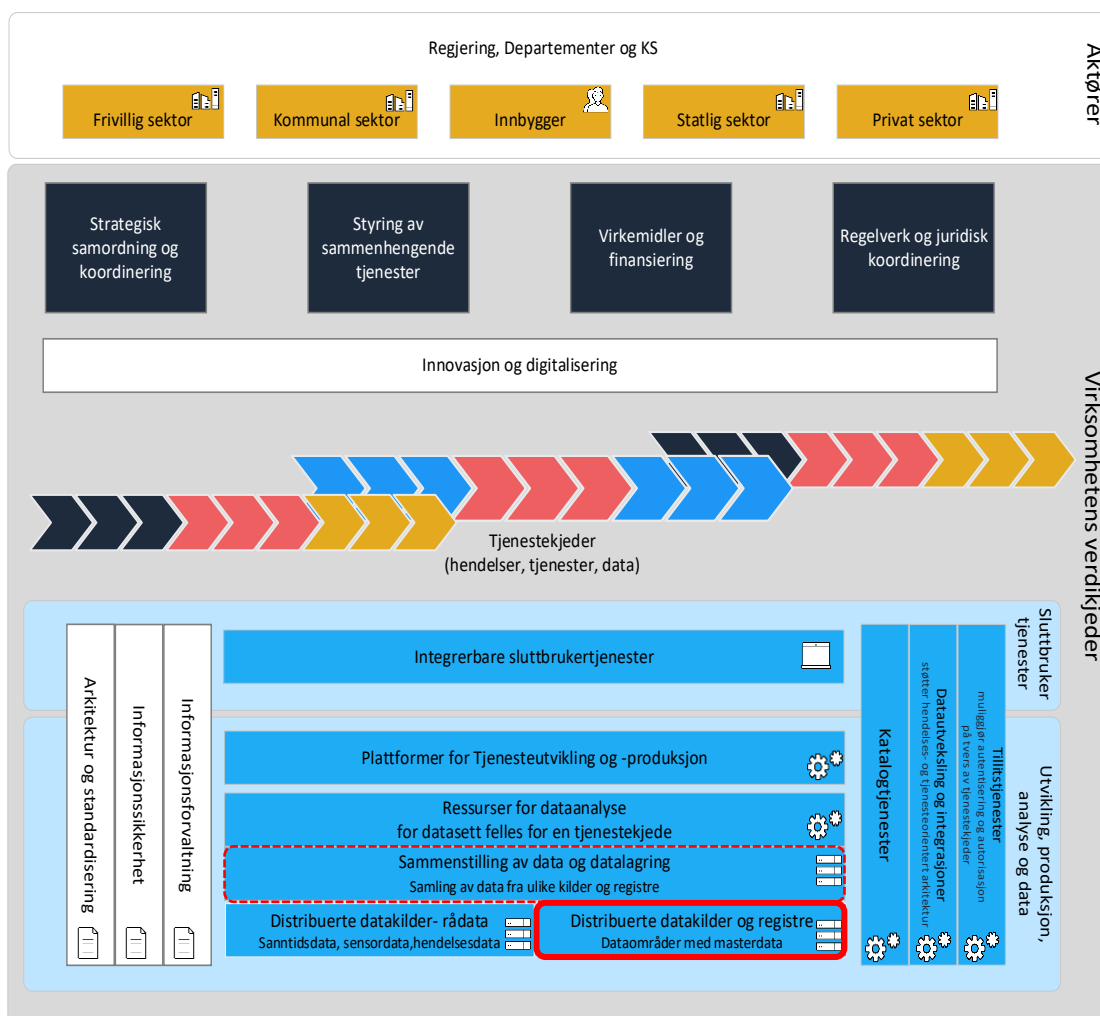 Regjering, Departementer og KS
Aktører
Frivillig sektor
Kommunal sektor
Innbygger
Statlig sektor
Privat sektor
Strategisk
samordning og
koordinering
Styring av
sammenhengende
tjenester
Virkemidler og
finansiering
Regelverk og juridisk
koordinering
Innovasjon og digitalisering
Virksomhetens verdikjeder
Tjenestekjeder
(hendelser, tjenester, data)
Sluttbruker
tjenester
Arkitektur og standardisering
Informasjonssikkerhet
Informasjonsforvaltning
Integrerbare sluttbrukertjenester
Plattformer for Tjenesteutvikling og -produksjon
Ressurser for dataanalyse
for datasett felles for en tjenestekjede
Sammenstilling av data og datalagring
Samling av data fra ulike kilder og registre
Distribuerte datakilder- rådata
Sanntidsdata, sensordata,hendelsesdata
Distribuerte datakilder og registre
Dataområder med masterdata
Katalogtjenester
Datautveksling og integrasjoner
støtter hendelses- og tjenesteorientert arkitektur
Tillitstjenester
muliggjør autentisering og autorisasjon
på tvers av tjenestekjeder
Utvikling, produksjon,
analyse og data